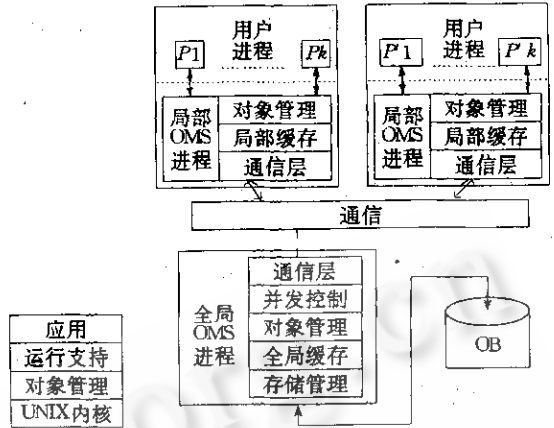 用户
进程
P1
Pk
局部
OMS
进程
对象管理
局部缓存
通信层
用户
进程
P'1
P'k
局部
OMS
进程
对象管理
局部缓存
通信层
通信
全局
OMS
进程
通信层
并发控制
对象管理
全局缓存
存储管理
OB
应用
运行支持
对象管理
UNIX内核